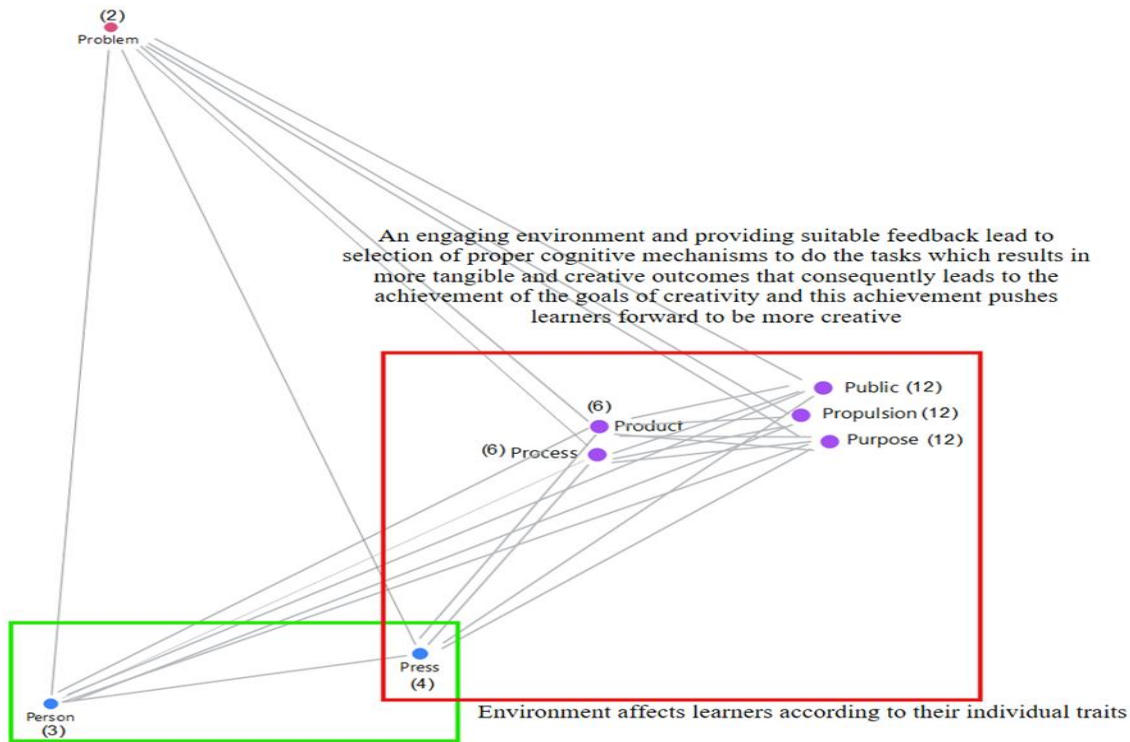 (2)
Problem
An engaging environment and providing suitable feedback lead to
selection of proper cognitive mechanisms to do the tasks which results in
more tangible and creative outcomes that consequently leads to the
achievement of the goals of creativity and this achievement pushes
learners forward to be more creative
Public (12)
(6)
Propulsion (12)
Product
Purpose (12)
(6) Process
Press
(4)
Person
(3)
Environment affects learners according to their individual traits